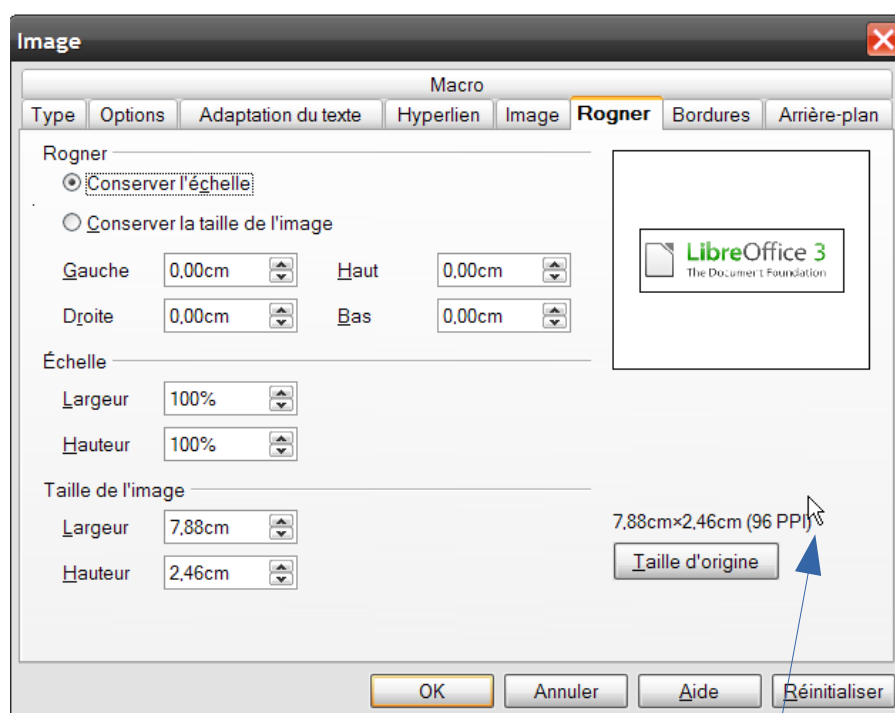 Image
Macro
Type Options Adaptation du texte Hyperlien Image Rogner Bordures Arrière-plan
Rogner
Conserver l'échelle
Conserver la taille de l'image
Gauche 0,00cm Haut 0,00cm
Droite 0,00cm Bas 0,00cm
LibreOffice 3
The Document Foundation
Échelle
Largeur 100%
Hauteur 100%
Taille de l'image
Largeur 7,88cm
Hauteur 2,46cm
7,88cm×2,46cm (96 PPI)
Taille d'origine
OK Annuler Aide Réinitialiser